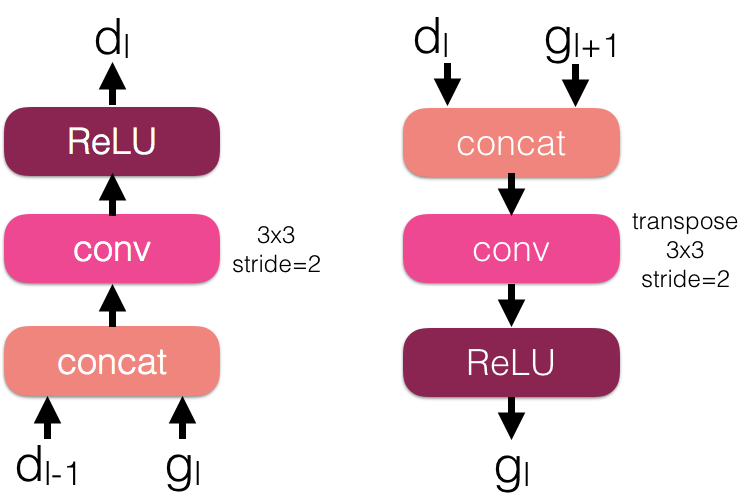 d_l
ReLU
conv
3x3
stride=2
concat
d_{l-1} g_l
d_l g_{l+1}
concat
conv
transpose
3x3
stride=2
ReLU
g_l